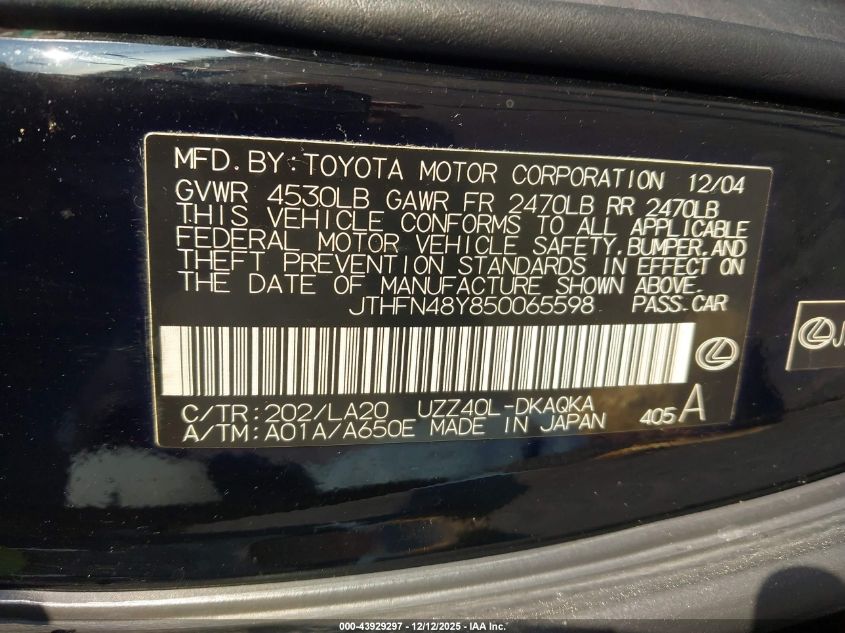 MFD. BY: TOYOTA MOTOR CORPORATION 12/04
GVWR 4530LB GAWR FR 2470LB RR 2470LB
THIS VEHICLE CONFORMS TO ALL APPLICABLE
FEDERAL MOTOR VEHICLE SAFETY, BUMPER, AND
THEFT PREVENTION STANDARDS IN EFFECT ON
THE DATE OF MANUFACTURE SHOWN ABOVE.
JTHFN48Y850065598 PASS. CAR
C/TR: 202/LA20 UZZ40L-DKAQKA
A/TM: A01A/A650E MADE IN JAPAN 405 A
000-43929297 - 12/12/2025 - IAA Inc.